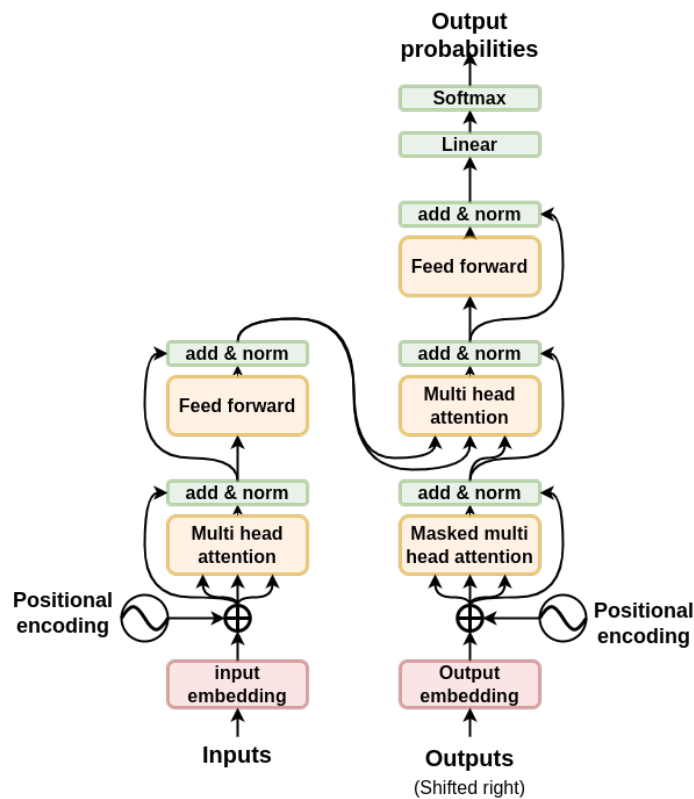 Output
probabilities
Softmax
Linear
add & norm
Feed forward
add & norm
Multi head
attention
add & norm
Masked multi
head attention
Positional
encoding
Output
embedding
Outputs
(Shifted right)
add & norm
Feed forward
add & norm
Multi head
attention
Positional
encoding
input
embedding
Inputs